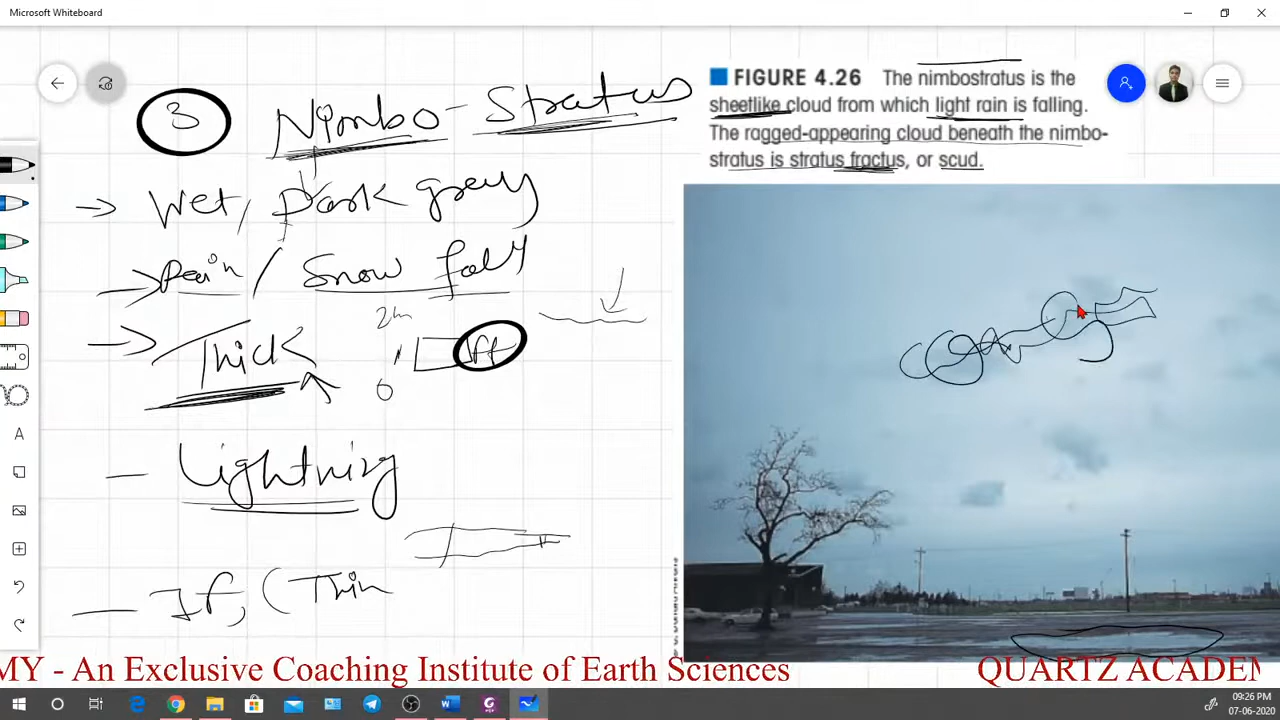 Microsoft Whiteboard
3 Nimbo-Stratus
→ Wet, Dark grey
→ Rain / Snow fall
→ Thick
2km
6
- Lightning
- If, (Thin
FIGURE 4.26 The nimbostratus is the
sheetlike cloud from which light rain is falling.
The ragged-appearing cloud beneath the nimbo-
stratus is stratus fractus, or scud.
MY - An Exclusive Coaching Institute of Earth Sciences QUARTZ ACADEM
09:26 PM
07-06-2020